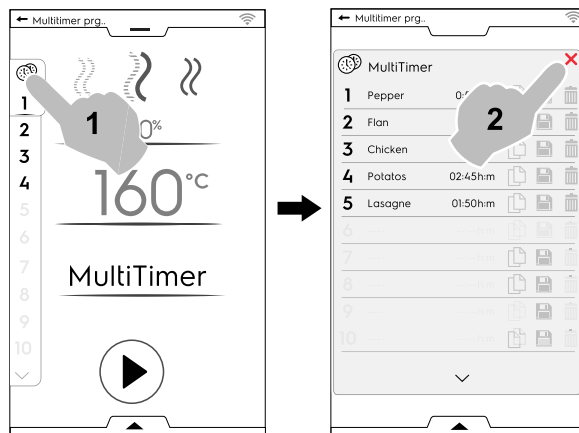 Multitimer prg..
1
2
3
4
5
6
7
8
9
10
1
0%
160°C
MultiTimer
Multitimer prg..
MultiTimer
1 Pepper
2 Flan
3 Chicken
4 Potatos 02:45h:m
5 Lasagne 01:50h:m
6 --:-- h:m
7 --:-- h:m
8 --:-- h:m
9 --:-- h:m
10 --:-- h:m
2